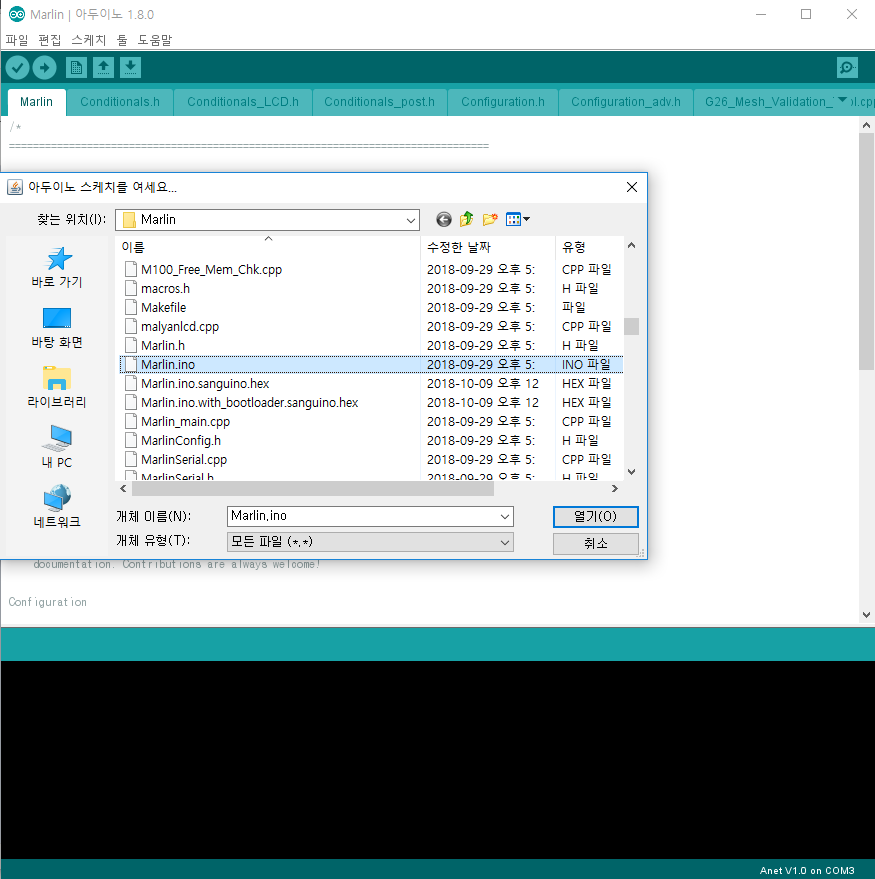 Marlin | 아두이노 1.8.0
파일 편집 스케치 툴 도움말
Marlin Conditionals.h Conditionals_LCD.h Conditionals_post.h Configuration.h Configuration_adv.h G26_Mesh_Validation_
/*
================================================================================
아두이노 스케치를 여세요...
찾는 위치(I): Marlin
바로 가기
바탕 화면
라이브러리
내 PC
네트워크
이름 수정한 날짜 유형
M100_Free_Mem_Chk.cpp 2018-09-29 오후 5: CPP 파일
macros.h 2018-09-29 오후 5: H 파일
Makefile 2018-09-29 오후 5: 파일
malyanlcd.cpp 2018-09-29 오후 5: CPP 파일
Marlin.h 2018-09-29 오후 5: H 파일
Marlin.ino 2018-09-29 오후 5: INO 파일
Marlin.ino.sanguino.hex 2018-10-09 오후 12 HEX 파일
Marlin.ino.with_bootloader.sanguino.hex 2018-10-09 오후 12 HEX 파일
Marlin_main.cpp 2018-09-29 오후 5: CPP 파일
MarlinConfig.h 2018-09-29 오후 5: H 파일
MarlinSerial.cpp 2018-09-29 오후 5: CPP 파일
MarlinSerial.h 2018-09-29 오후 5: H 파일
개체 이름(N): Marlin.ino 열기(O)
개체 유형(T): 모든 파일 (*.*) 취소
documentation. Contributions are always welcome!
Configuration
Anet V1.0 on COM3